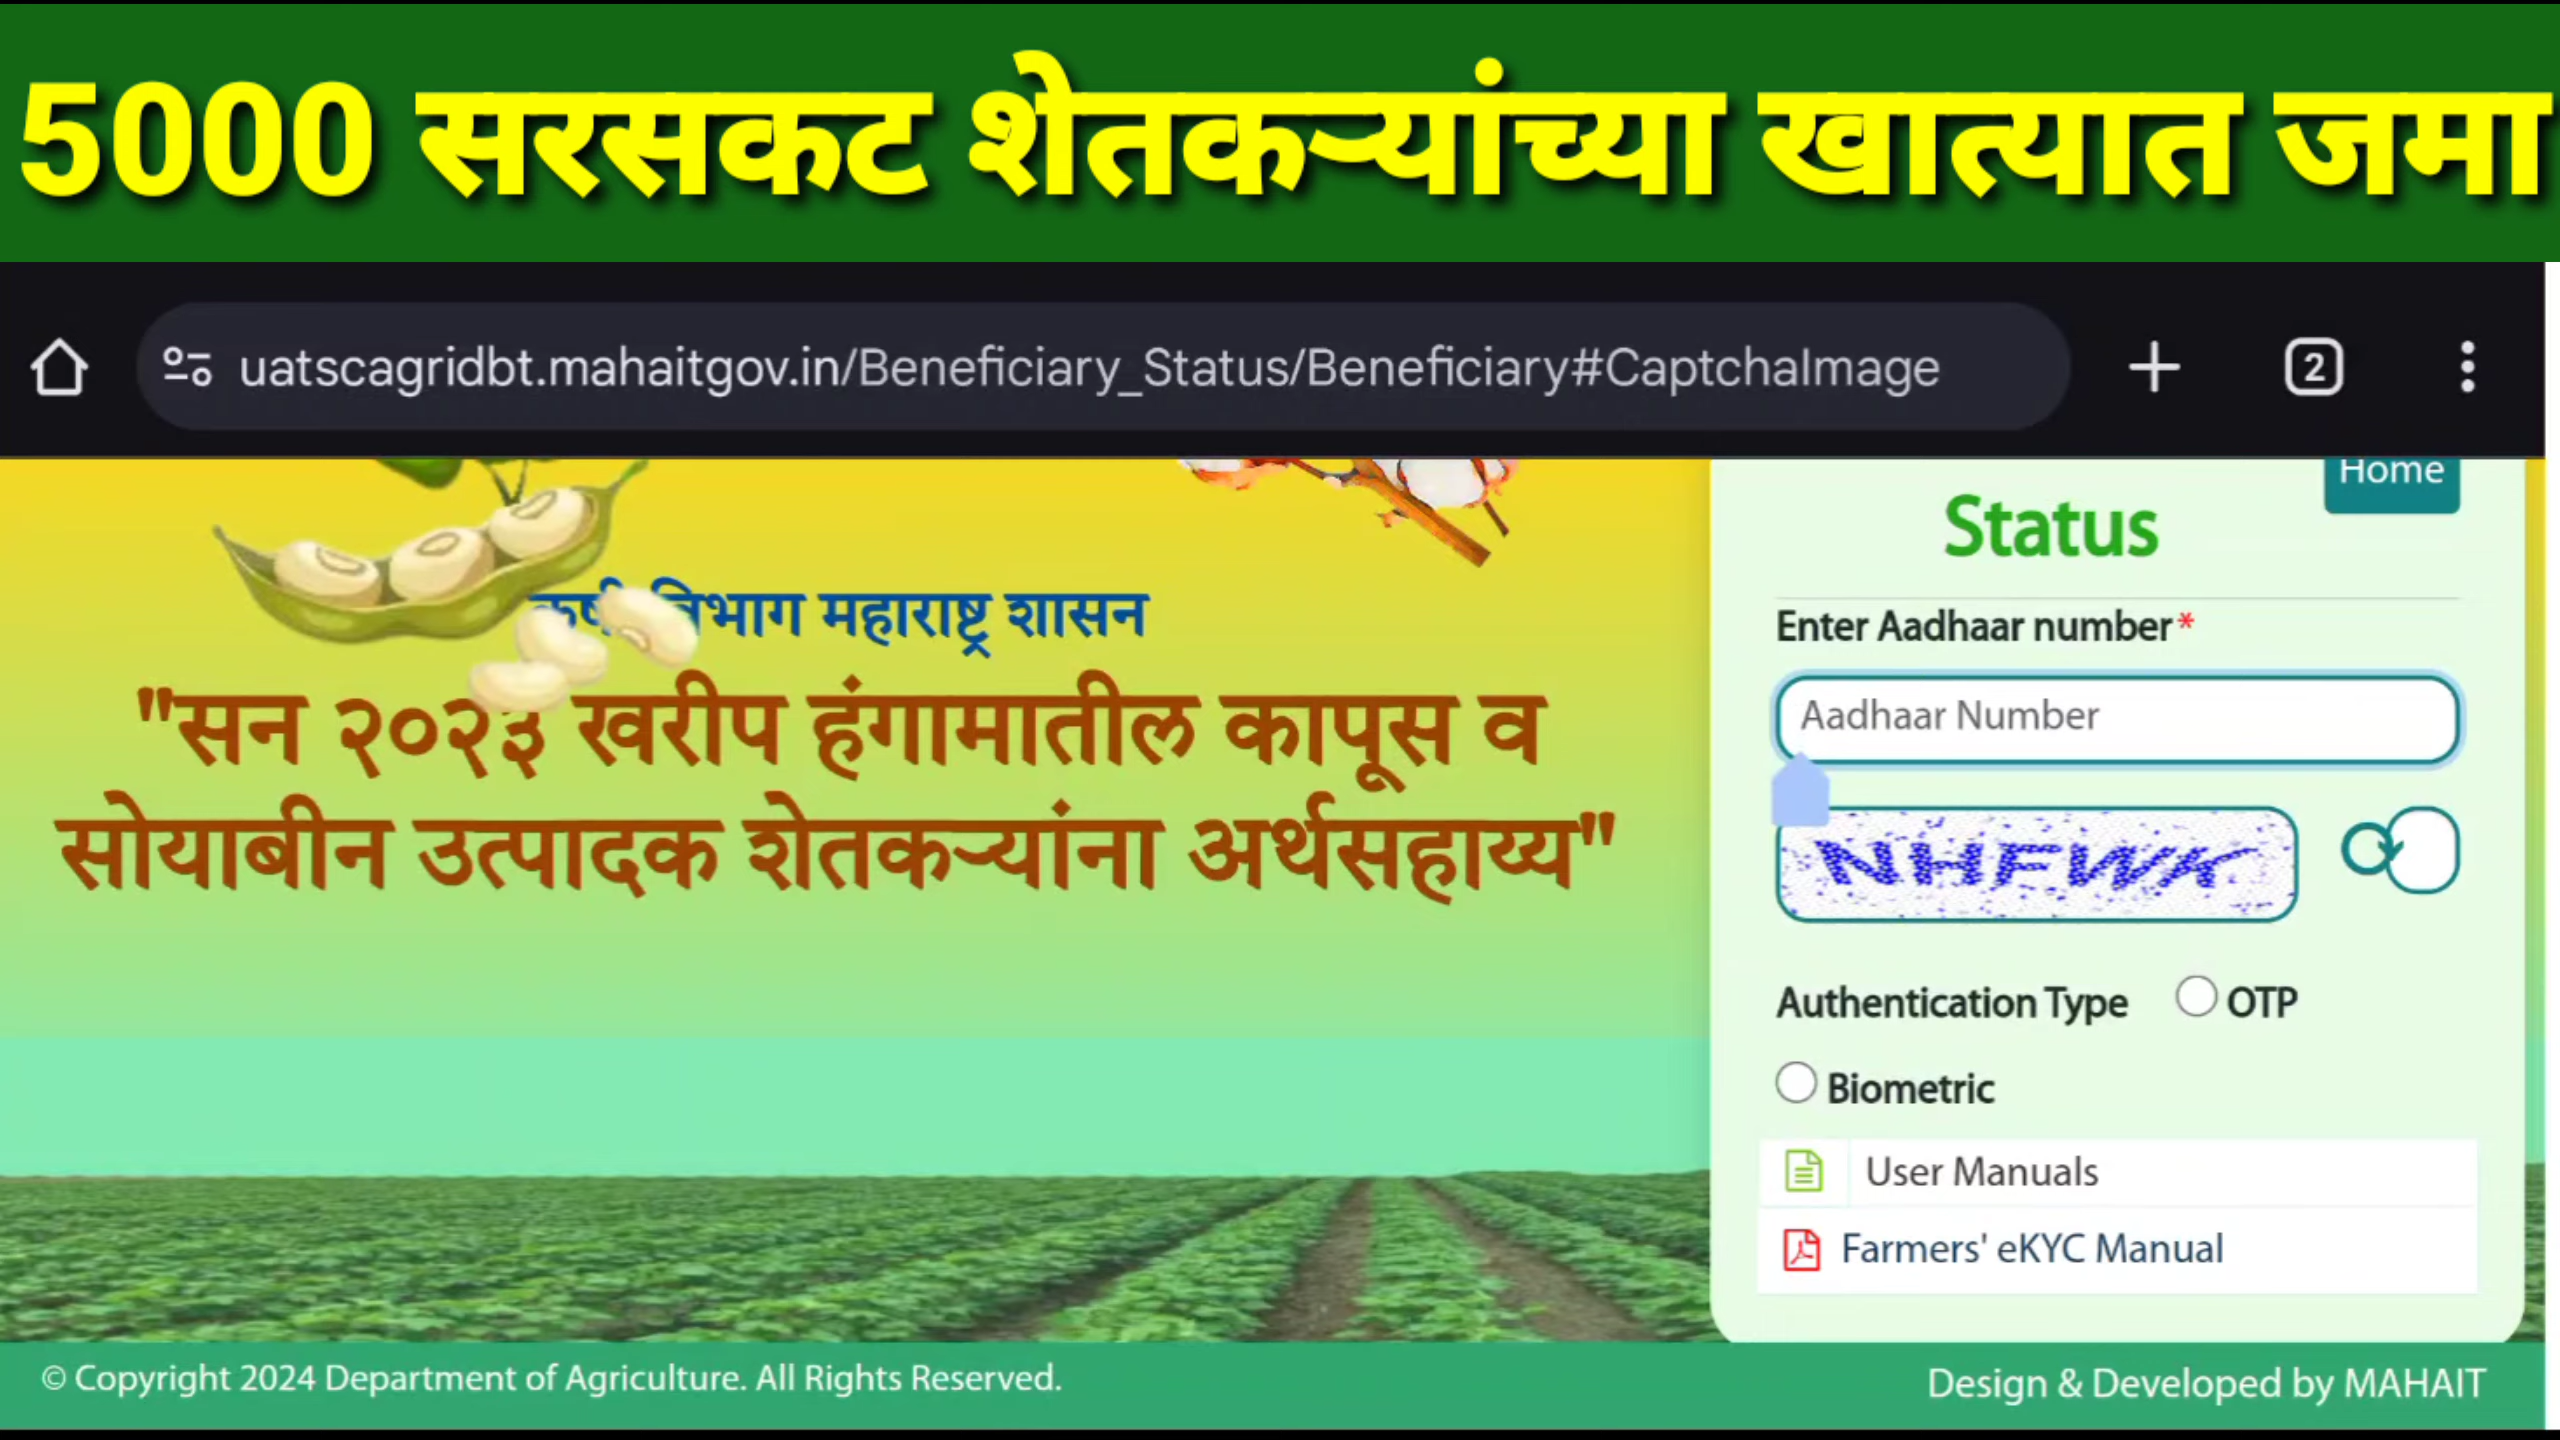 5000 सरसकट शेतकऱ्यांच्या खात्यात जमा
uatscagridbt.mahaitgov.in/Beneficiary_Status/Beneficiary#CaptchaImage
2
Home
Status
विभाग महाराष्ट्र शासन
"सन २०२३ खरीप हंगामातील कापूस व
सोयाबीन उत्पादक शेतकऱ्यांना अर्थसहाय्य"
Enter Aadhaar number*
Aadhaar Number
NHFWK
Authentication Type OTP
Biometric
User Manuals
Farmers' eKYC Manual
© Copyright 2024 Department of Agriculture. All Rights Reserved.
Design & Developed by MAHAIT